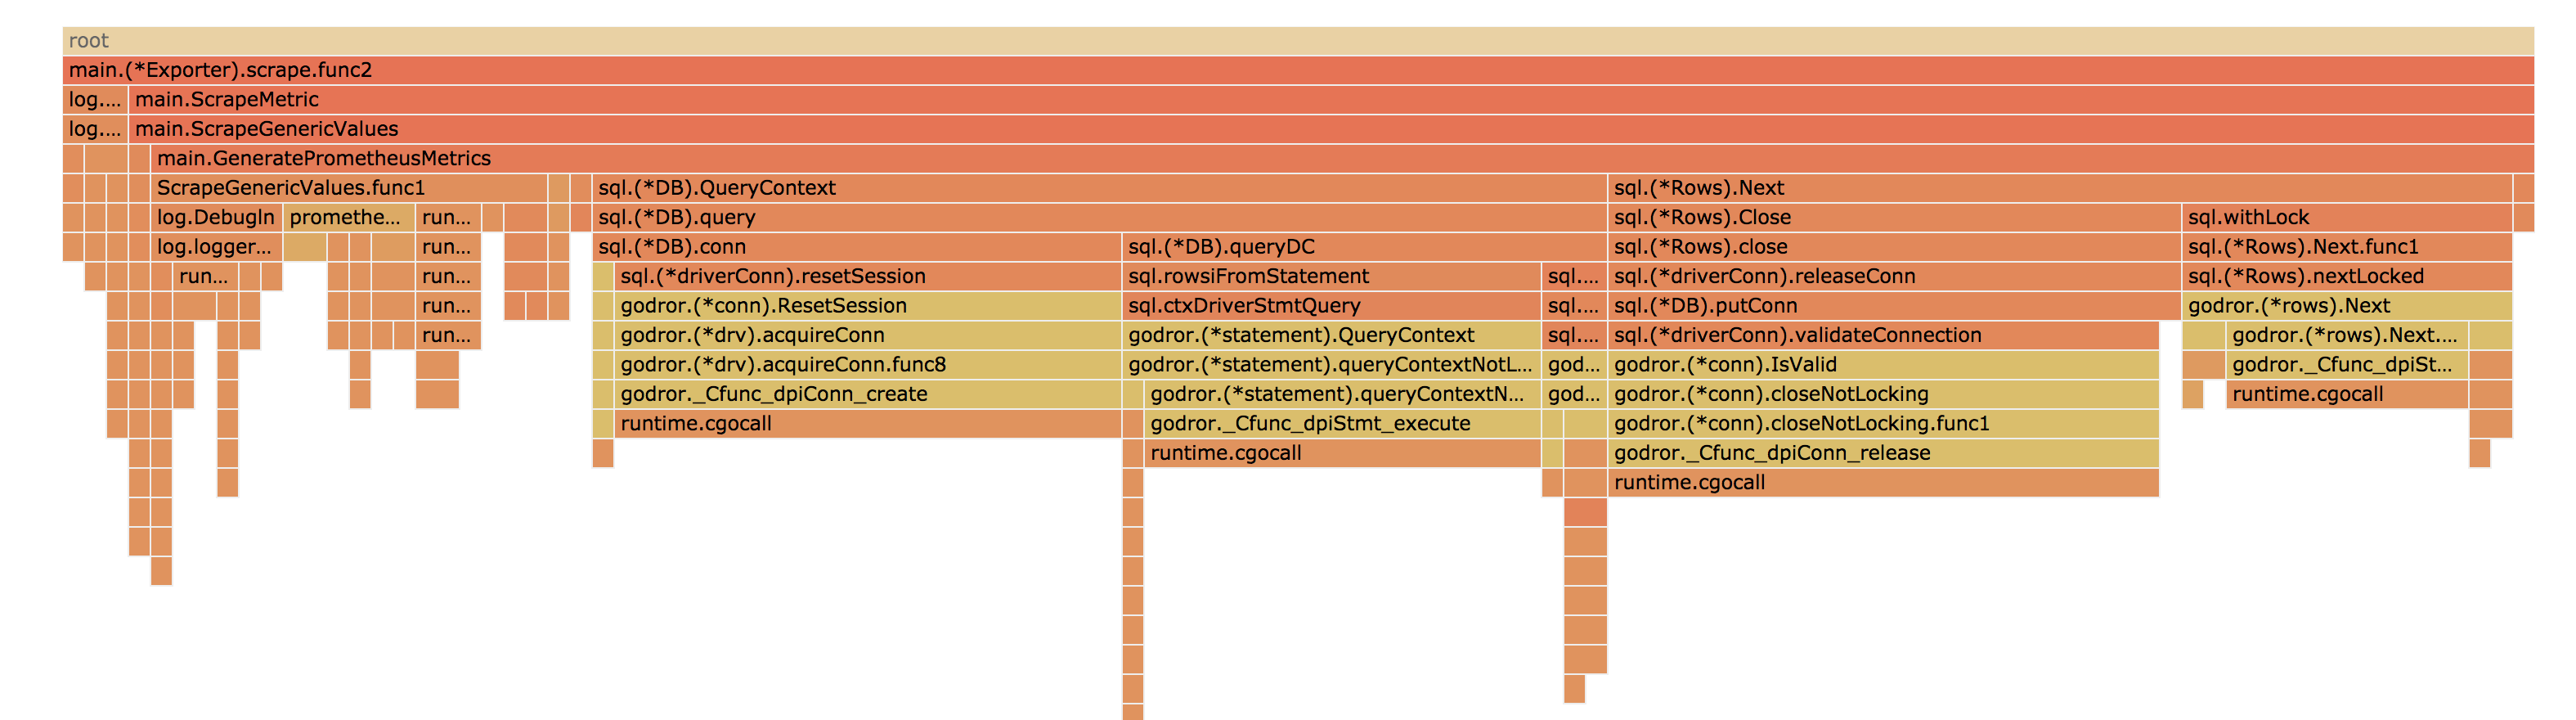 root
main.(*Exporter).scrape.func2
log.... main.ScrapeMetric
log.... main.ScrapeGenericValues
main.GeneratePrometheusMetrics
ScrapeGenericValues.func1 sql.(*DB).QueryContext sql.(*Rows).Next
log.Debugln promethe... run... sql.(*DB).query sql.(*Rows).Close sql.withLock
log.logger... run... sql.(*DB).conn sql.(*DB).queryDC sql.(*Rows).close sql.(*Rows).Next.func1
run... run... sql.(*driverConn).resetSession sql.rowsiFromStatement sql.... sql.(*driverConn).releaseConn sql.(*Rows).nextLocked
run... godror.(*conn).ResetSession sql.ctxDriverStmtQuery sql.... sql.(*DB).putConn godror.(*rows).Next
run... godror.(*drv).acquireConn godror.(*statement).QueryContext sql.... sql.(*driverConn).validateConnection godror.(*rows).Next....
godror.(*drv).acquireConn.func8 godror.(*statement).queryContextNotL... god... godror.(*conn).IsValid godror._Cfunc_dpiSt...
godror._Cfunc_dpiConn_create godror.(*statement).queryContextN... god... godror.(*conn).closeNotLocking runtime.cgocall
runtime.cgocall godror._Cfunc_dpiStmt_execute godror.(*conn).closeNotLocking.func1
runtime.cgocall godror._Cfunc_dpiConn_release
runtime.cgocall